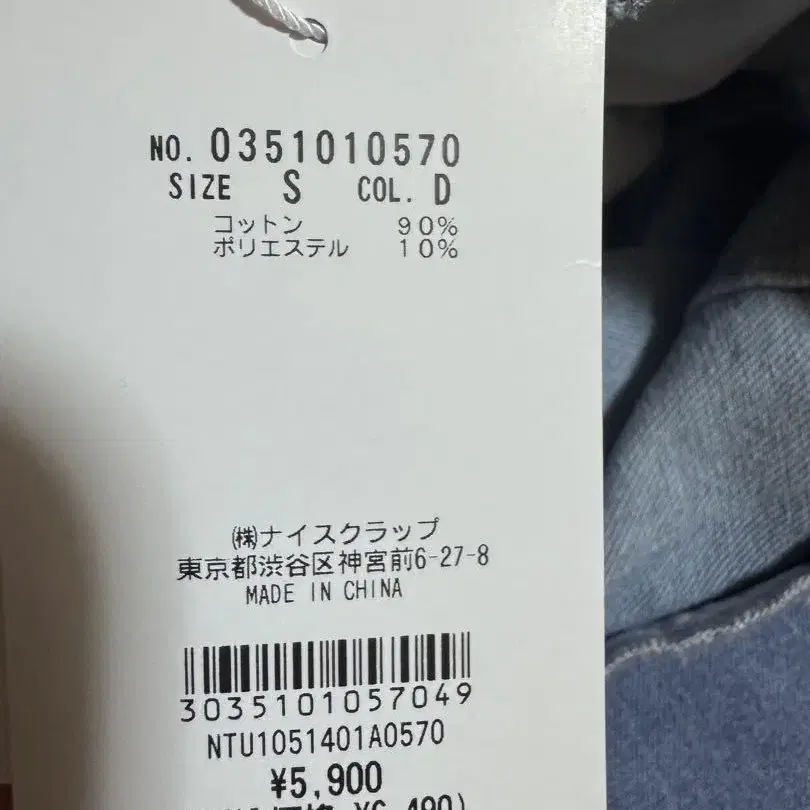 NO. 0351010570
SIZE S COL. D
コットン 90%
ポリエステル 10%
㈱ナイスクラップ
東京都渋谷区神宮前6-27-8
MADE IN CHINA
3035101057049
NTU1051401A0570
¥5,900
¥6,490)